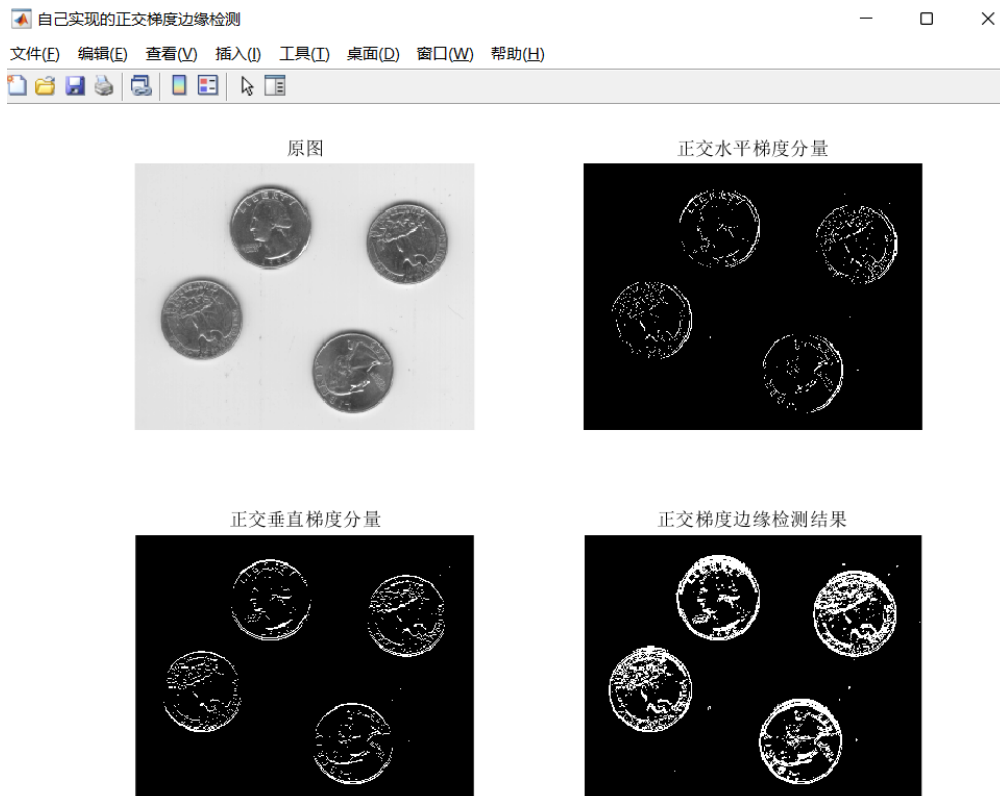 自己实现的正交梯度边缘检测
文件(F) 编辑(E) 查看(V) 插入(I) 工具(T) 桌面(D) 窗口(W) 帮助(H)
原图
正交水平梯度分量
正交垂直梯度分量
正交梯度边缘检测结果